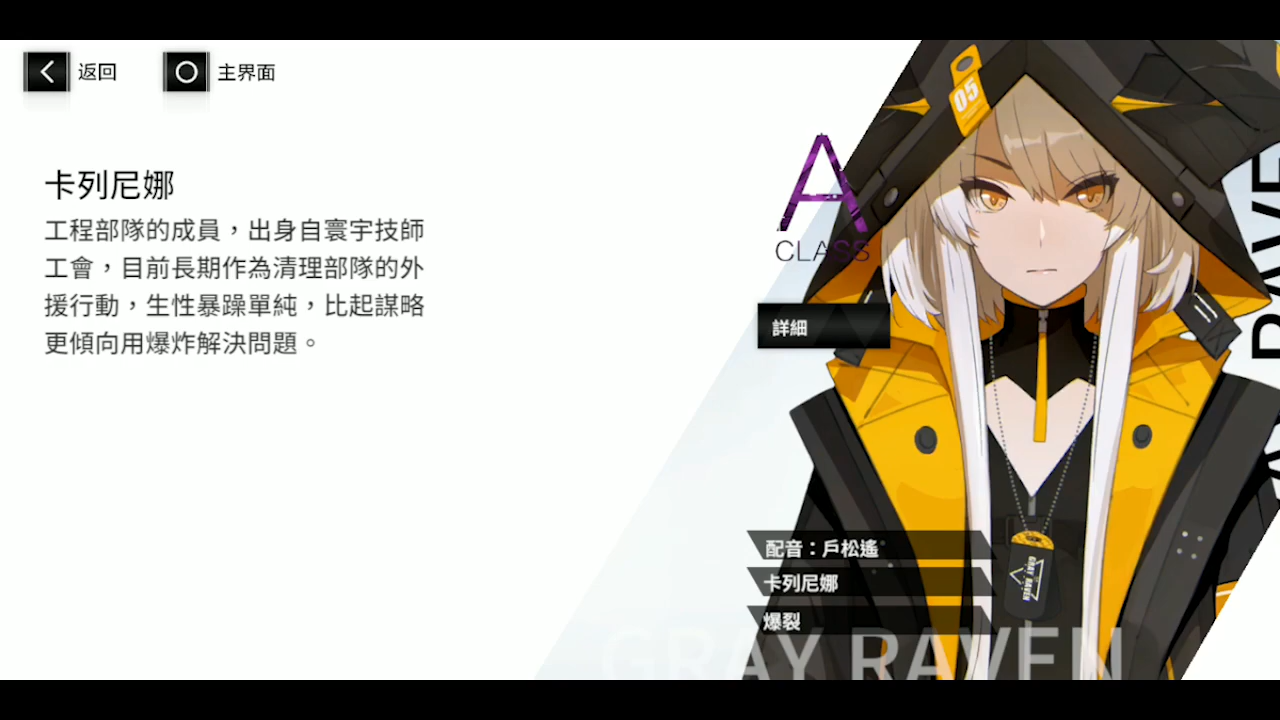 返回
主界面
卡列尼娜
工程部隊的成員，出身自寰宇技師
工會，目前長期作為清理部隊的外
援行動，生性暴躁單純，比起謀略
更傾向用爆炸解決問題。
05
A
CLASS
詳細
配音：戶松遙
卡列尼娜
爆裂
GRAY RAVEN
GRAY RAVEN